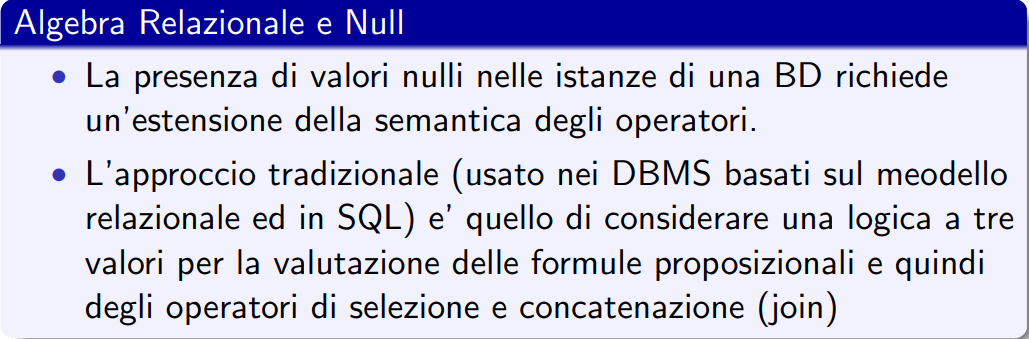 Algebra Relazionale e Null
• La presenza di valori nulli nelle istanze di una BD richiede
un'estensione della semantica degli operatori.
• L'approccio tradizionale (usato nei DBMS basati sul meodello
relazionale ed in SQL) e' quello di considerare una logica a tre
valori per la valutazione delle formule proposizionali e quindi
degli operatori di selezione e concatenazione (join)